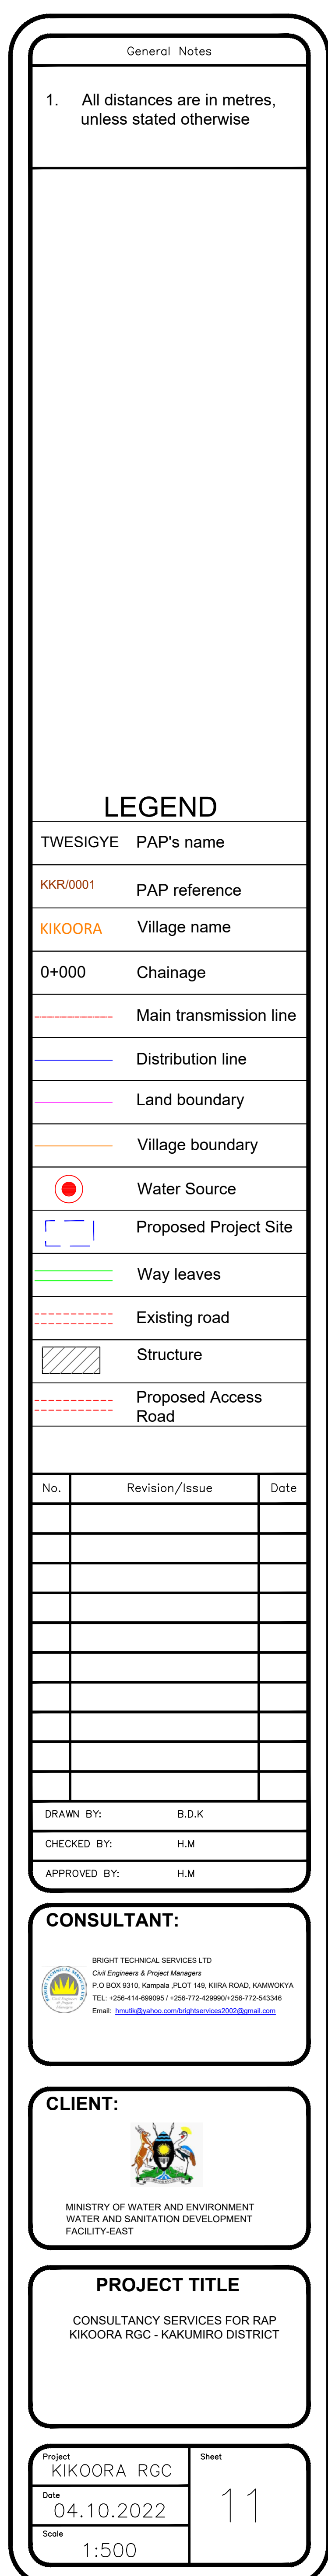 General Notes
1. All distances are in metres,
unless stated otherwise
LEGEND
TWESIGYE PAP's name
KKR/0001 PAP reference
KIKOORA Village name
0+000 Chainage
Main transmission line
Distribution line
Land boundary
Village boundary
Water Source
Proposed Project Site
Way leaves
Existing road
Structure
Proposed Access
Road
No. Revision/Issue Date
DRAWN BY: B.D.K
CHECKED BY: H.M
APPROVED BY: H.M
CONSULTANT:
BRIGHT TECHNICAL SERVICES LTD
Civil Engineers & Project Managers
P.O BOX 9310, Kampala ,PLOT 149, KIIRA ROAD, KAMWOKYA
TEL: +256-414-699095 / +256-772-429990/+256-772-543346
Email: hmutik@yahoo.com/brightservices2002@gmail.com
CLIENT:
MINISTRY OF WATER AND ENVIRONMENT
WATER AND SANITATION DEVELOPMENT
FACILITY-EAST
PROJECT TITLE
CONSULTANCY SERVICES FOR RAP
KIKOORA RGC - KAKUMIRO DISTRICT
Project
KIKOORA RGC
Date
04.10.2022
Scale
1:500
Sheet
11